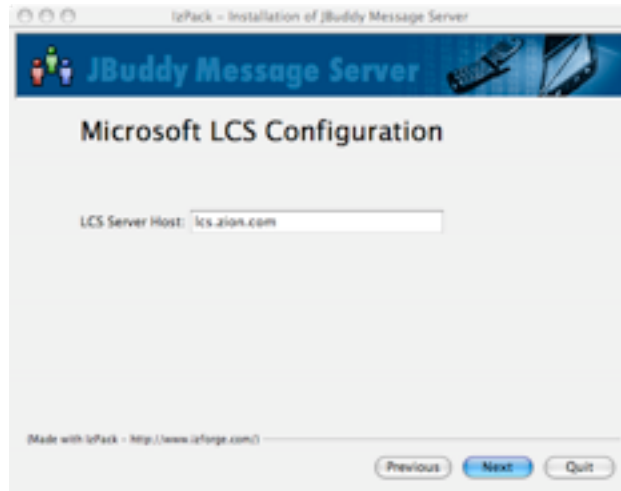 IzPack - Installation of JBuddy Message Server
JBuddy Message Server
Microsoft LCS Configuration
LCS Server Host: lcs.zion.com
(Made with IzPack - http://www.izforge.com/)
Previous Next Quit